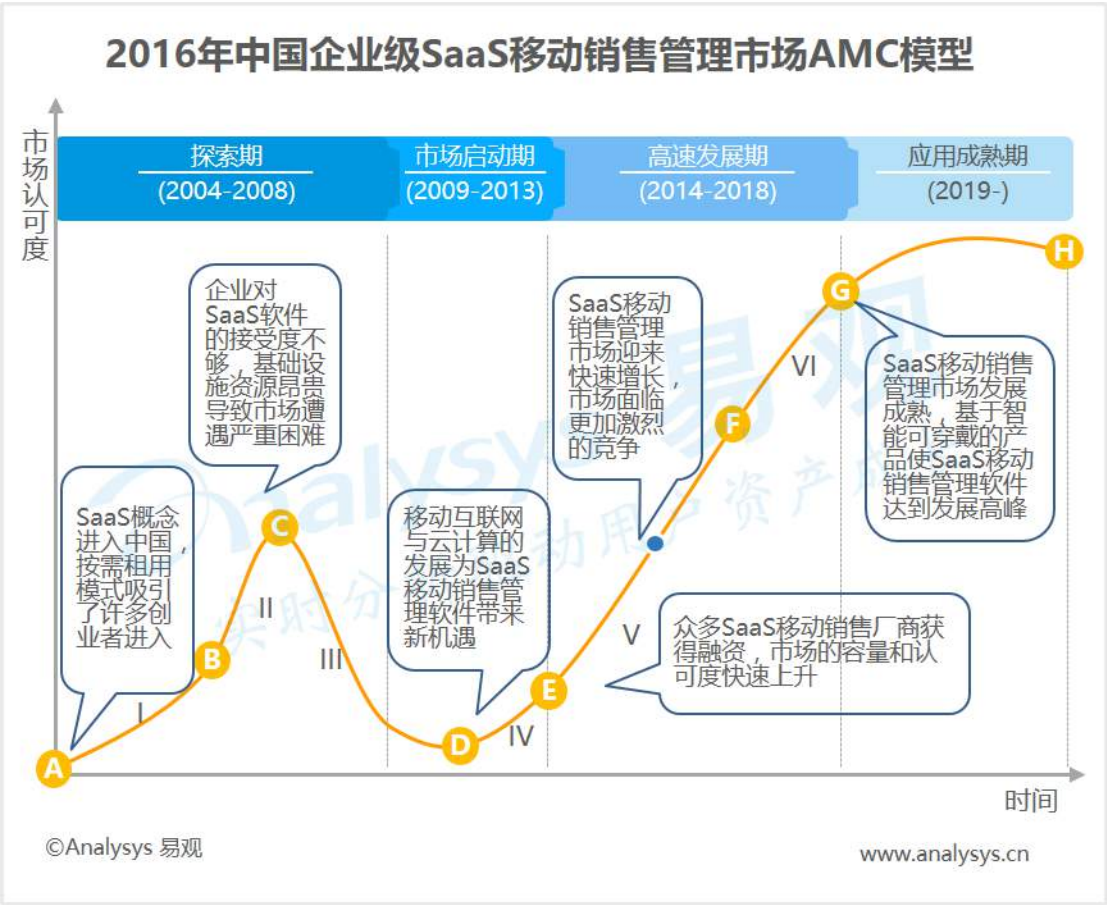 2016年中国企业级SaaS移动销售管理市场AMC模型
市场认可度
探索期
(2004-2008)
市场启动期
(2009-2013)
高速发展期
(2014-2018)
应用成熟期
(2019-)
企业对
SaaS软件
的接受度不
够，基础设
施资源昂贵
导致市场遭
遇严重困难
SaaS移动
销售管理
市场迎来
快速增长，
市场面临
更加激烈
的竞争
SaaS移动销售
管理市场发展
成熟，基于智
能可穿戴的产
品使SaaS移动
销售管理软件
达到发展高峰
SaaS概念
进入中国，
按需租用
模式吸引
了许多创
业者进入
移动互联网
与云计算的
发展为SaaS
移动销售管
理软件带来
新机遇
众多SaaS移动销售厂商获
得融资，市场的容量和认
可度快速上升
A
B
C
D
E
F
G
H
I
II
III
IV
V
VI
Analysys 易观
时间
©Analysys 易观
www.analysys.cn